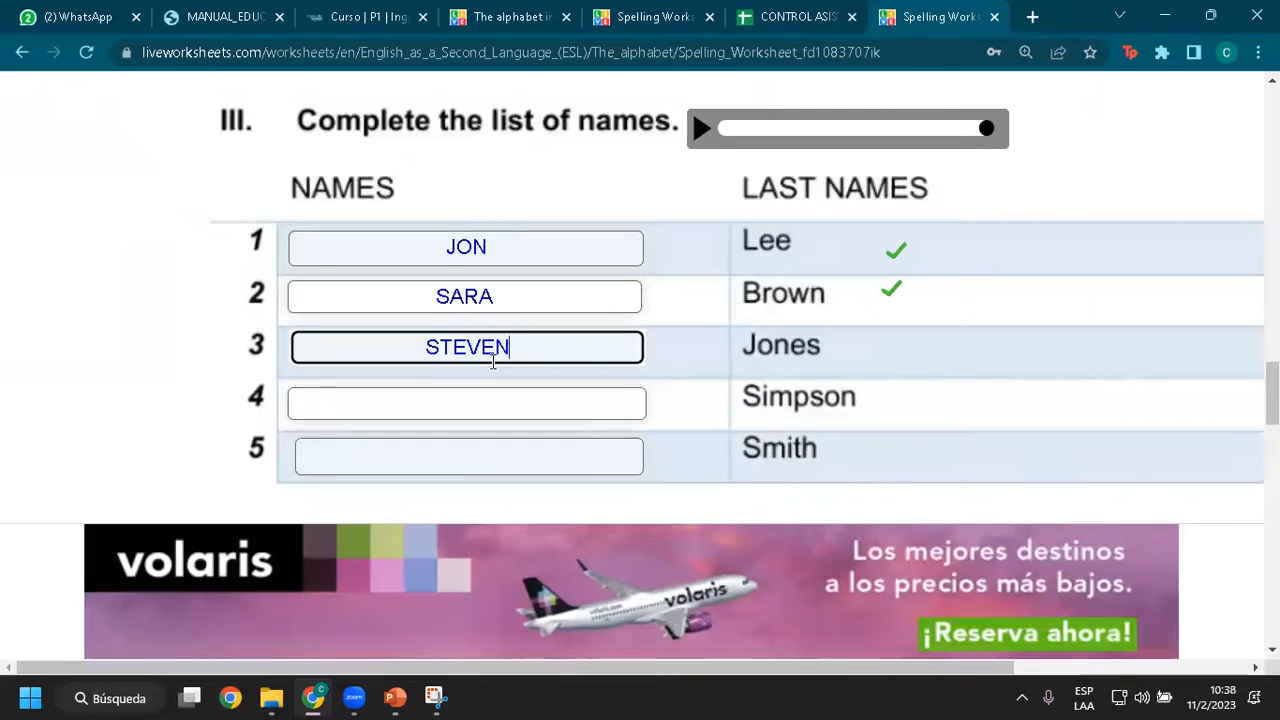 (2) WhatsApp
MANUAL_EDUC
Curso | P1 | Ing
The alphabet in
Spelling Works
CONTROL ASIS
Spelling Works
liveworksheets.com/worksheets/en/English_as_a_Second_Language_(ESL)/The_alphabet/Spelling_Worksheet_fd1083707ik
III. Complete the list of names.
NAMES LAST NAMES
1 JON Lee
2 SARA Brown
3 STEVEN Jones
4 Simpson
5 Smith
volaris
volaris
Los mejores destinos
a los precios más bajos.
¡Reserva ahora!
Búsqueda
zoom
ESP
LAA
10:38
11/2/2023